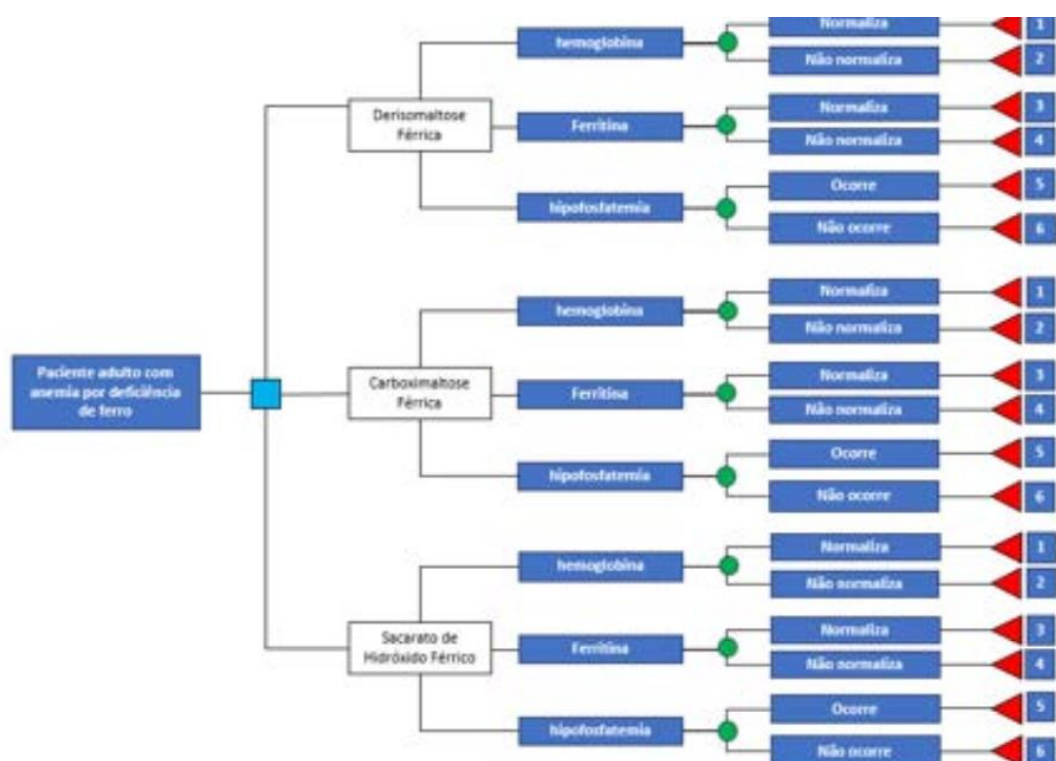 hemoglobina
Normaliza
1
Não normaliza
2
Derisomaltose
Férrica
Ferritina
Normaliza
3
Não normaliza
4
hipofosfatemia
Ocorre
5
Não ocorre
6
Paciente adulto com
anemia por deficiência
de ferro
hemoglobina
Normaliza
1
Não normaliza
2
Carboximaltose
Férrica
Ferritina
Normaliza
3
Não normaliza
4
hipofosfatemia
Ocorre
5
Não ocorre
6
hemoglobina
Normaliza
1
Não normaliza
2
Sacarato de
Hidróxido Férrico
Ferritina
Normaliza
3
Não normaliza
4
hipofosfatemia
Ocorre
5
Não ocorre
6